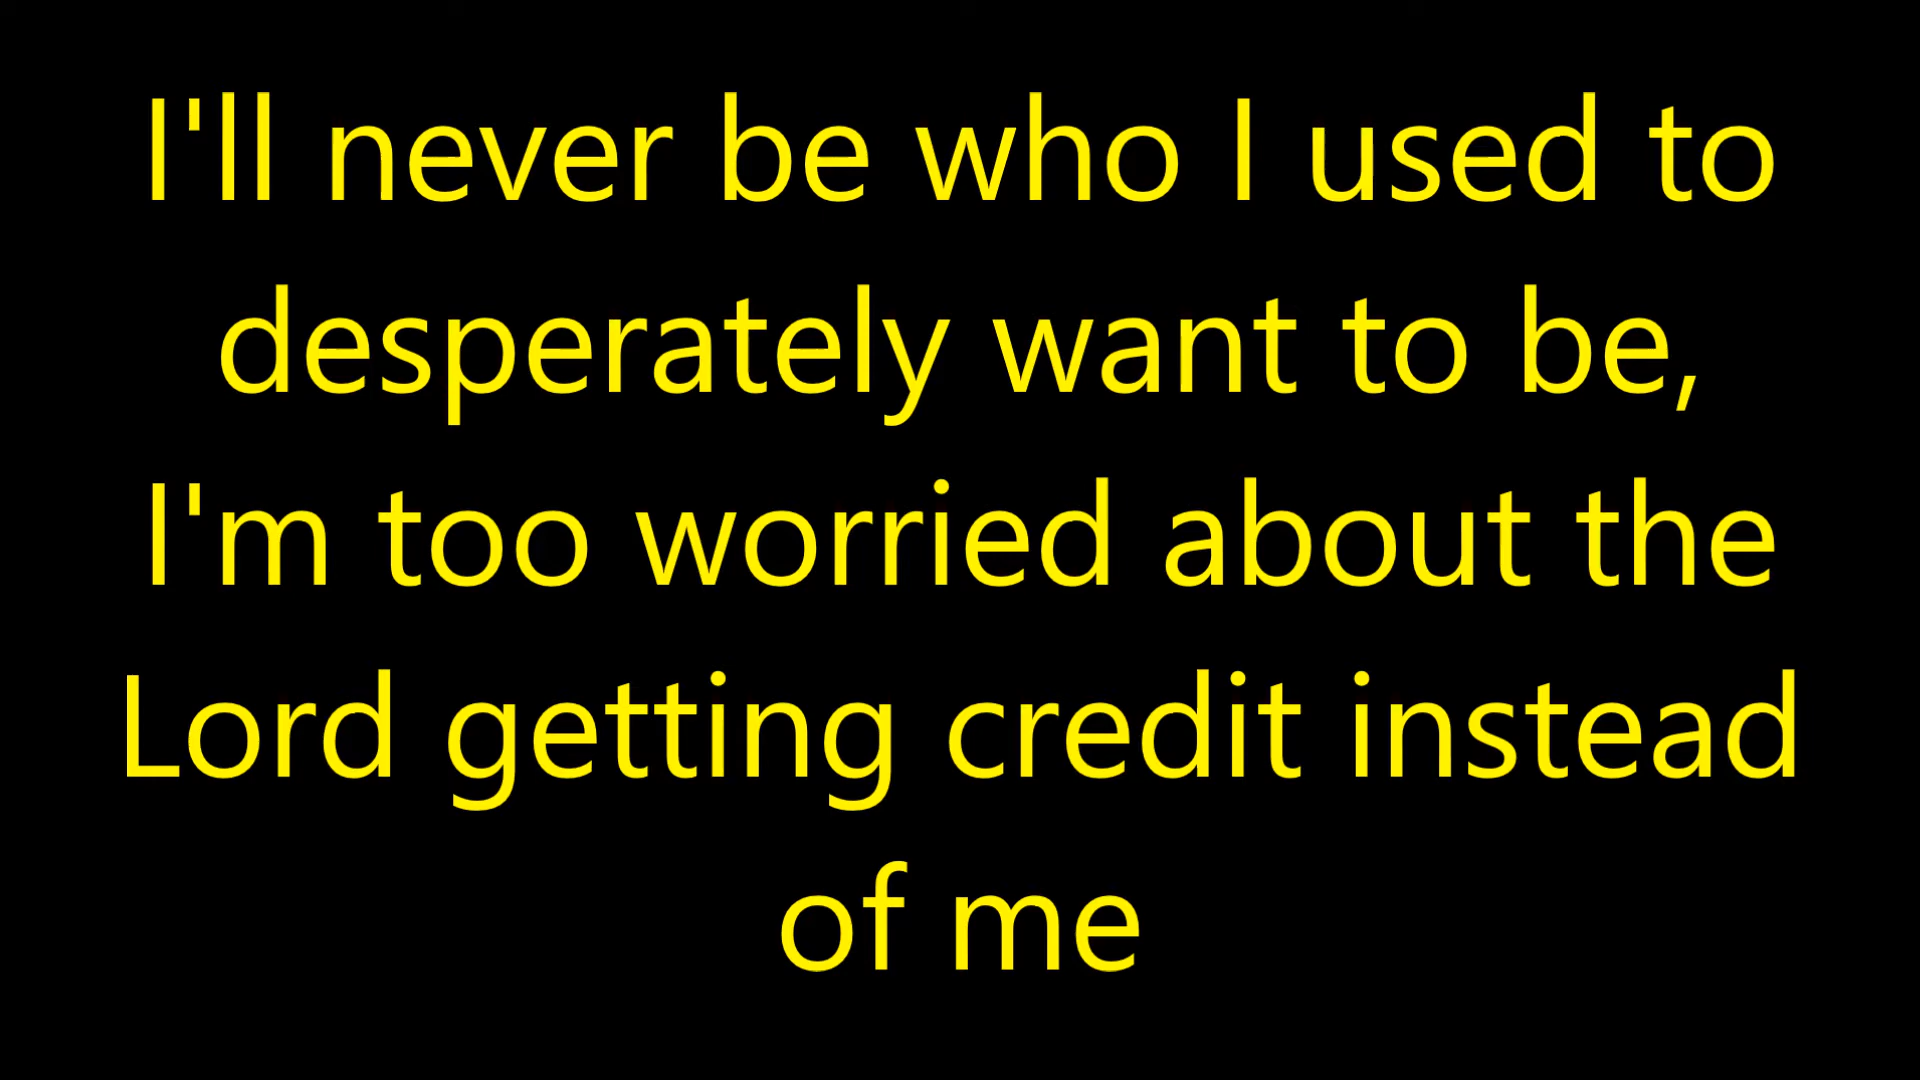 I'll never be who I used to
desperately want to be,
I'm too worried about the
Lord getting credit instead
of me